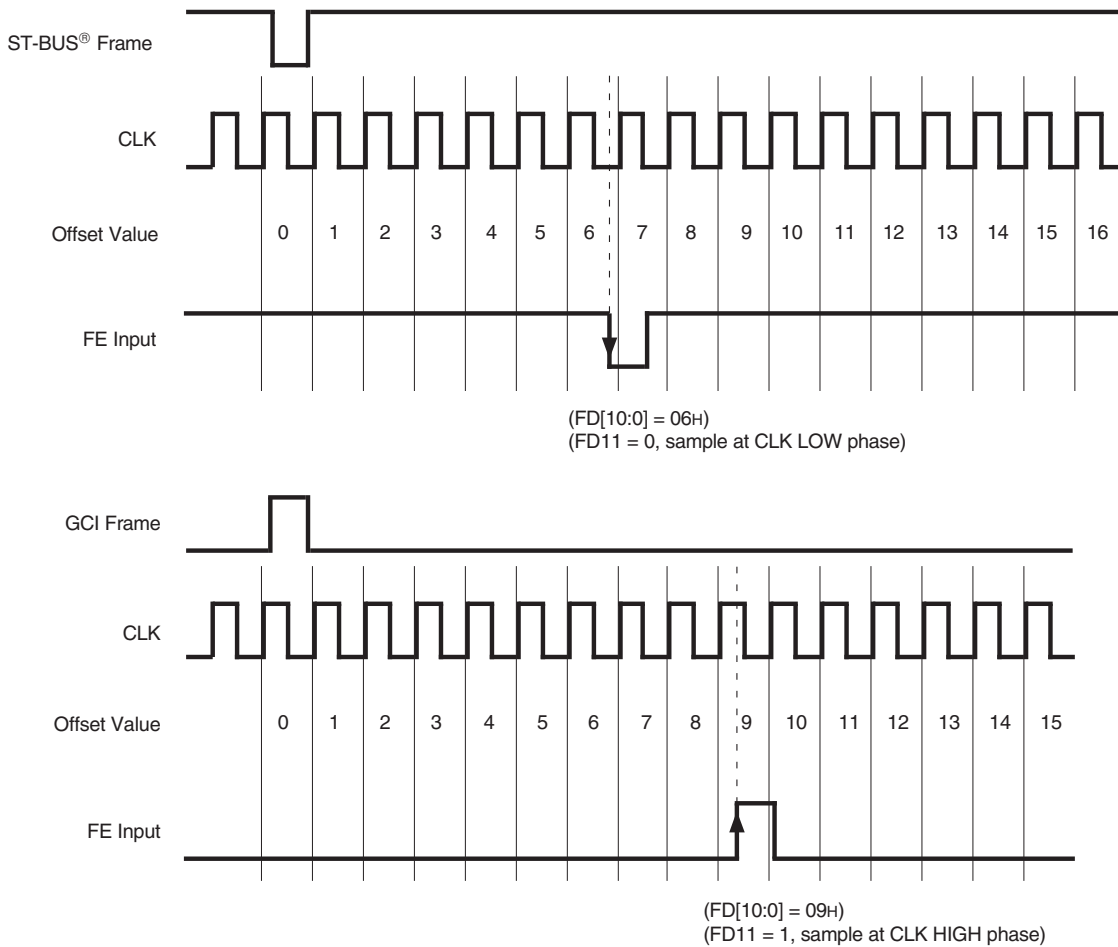 ST-BUS® Frame
CLK
Offset Value 0 1 2 3 4 5 6 7 8 9 10 11 12 13 14 15 16
FE Input
(FD[10:0] = 06H)
(FD11 = 0, sample at CLK LOW phase)
GCI Frame
CLK
Offset Value 0 1 2 3 4 5 6 7 8 9 10 11 12 13 14 15
FE Input
(FD[10:0] = 09H)
(FD11 = 1, sample at CLK HIGH phase)